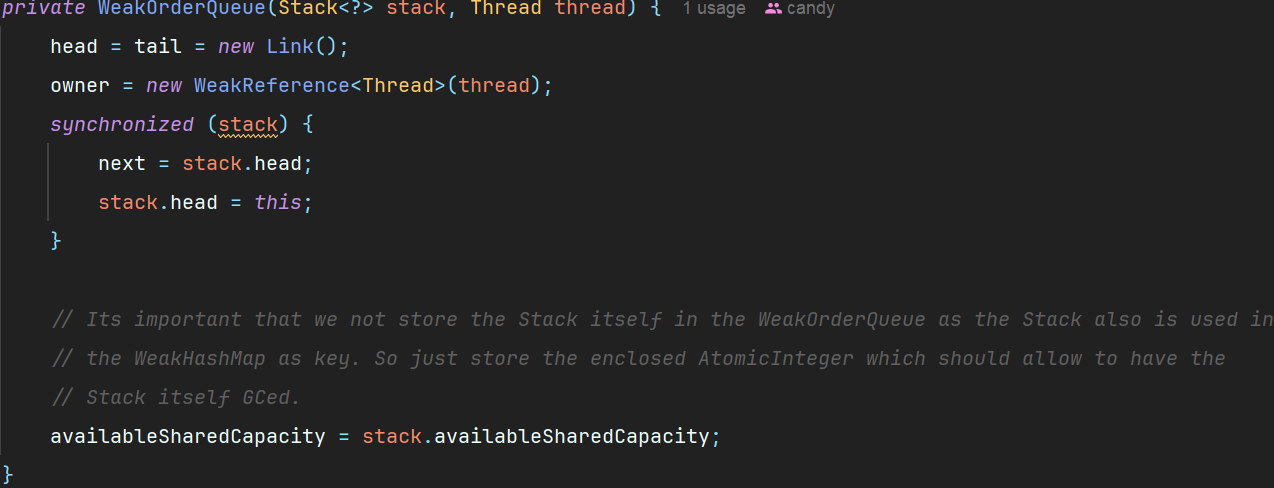 private WeakOrderQueue(Stack<?> stack, Thread thread) { 1 usage candy
head = tail = new Link();
owner = new WeakReference<Thread>(thread);
synchronized (stack) {
next = stack.head;
stack.head = this;
}
// Its important that we not store the Stack itself in the WeakOrderQueue as the Stack also is used in
// the WeakHashMap as key. So just store the enclosed AtomicInteger which should allow to have the
// Stack itself GCed.
availableSharedCapacity = stack.availableSharedCapacity;
}